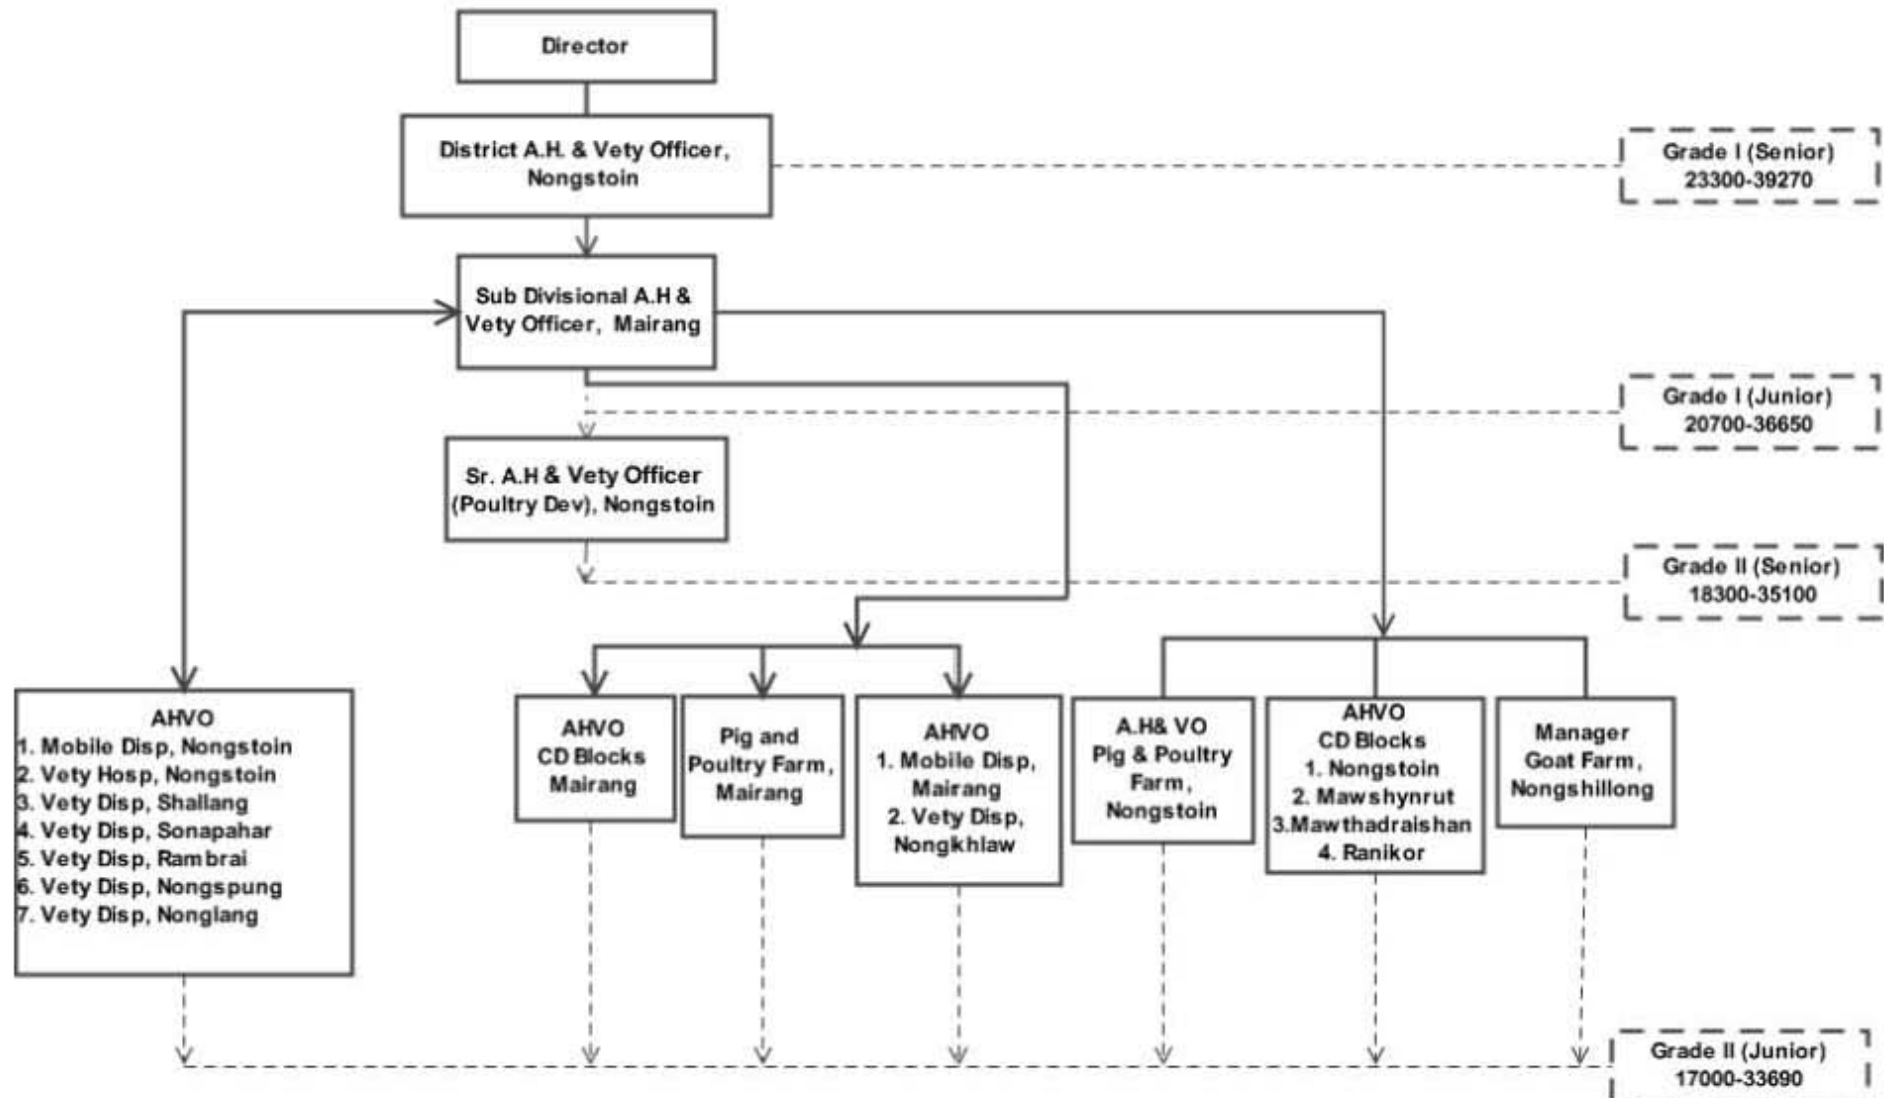 Director
District A.H. & Vety Officer,
Nongstoin
Grade I (Senior)
23300-39270
Sub Divisional A.H &
Vety Officer, Mairang
Grade I (Junior)
20700-36650
Sr. A.H & Vety Officer
(Poultry Dev), Nongstoin
Grade II (Senior)
18300-35100
AHVO
1. Mobile Disp, Nongstoin
2. Vety Hosp, Nongstoin
3. Vety Disp, Shallang
4. Vety Disp, Sonapahar
5. Vety Disp, Rambrai
6. Vety Disp, Nongspung
7. Vety Disp, Nonglang
AHVO
CD Blocks
Mairang
Pig and
Poultry Farm,
Mairang
AHVO
1. Mobile Disp,
Mairang
2. Vety Disp,
Nongkhlaw
A.H& VO
Pig & Poultry
Farm,
Nongstoin
AHVO
CD Blocks
1. Nongstoin
2. Mawshynrut
3.Mawthadraishan
4. Ranikor
Manager
Goat Farm,
Nongshillong
Grade II (Junior)
17000-33690